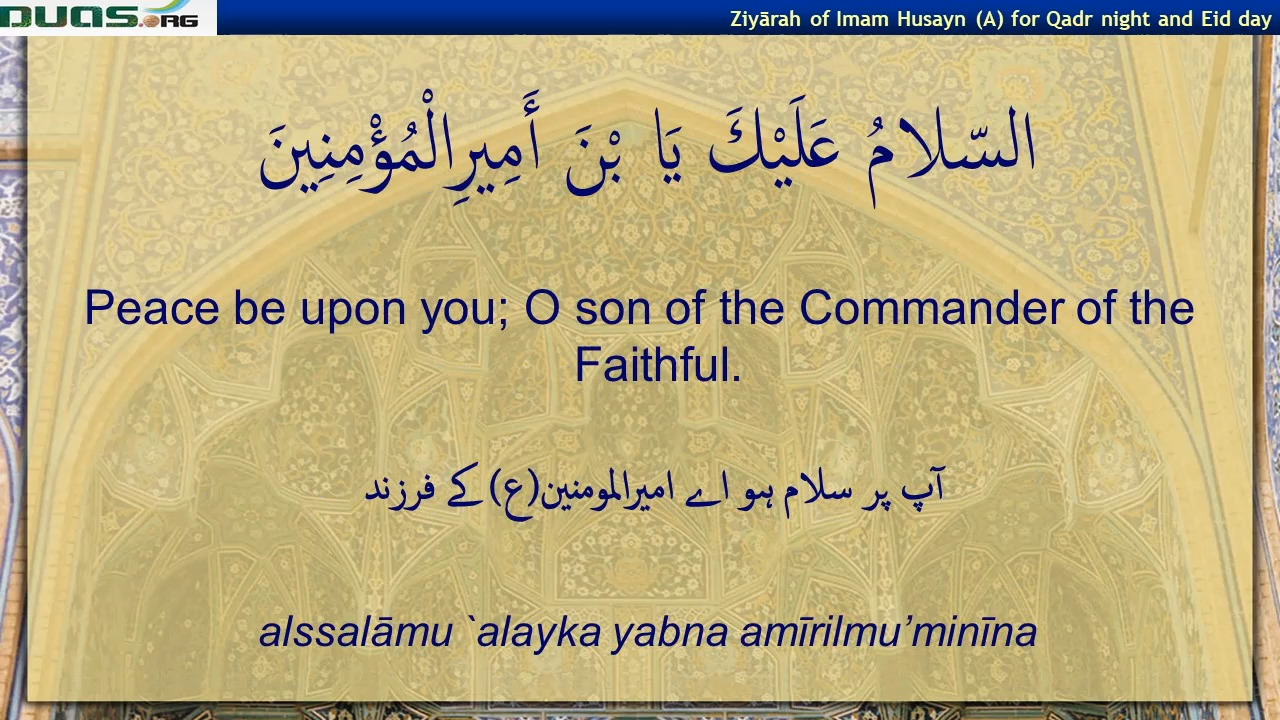 DUAS.ORG
Ziyārah of Imam Husayn (A) for Qadr night and Eid day
السّلامُ عَلَيْكَ يَا بْنَ أَمِيرِالْمُؤْمِنِينَ
Peace be upon you; O son of the Commander of the
Faithful.
آپ پر سلام ہو اے امیرالمومنین(ع) کے فرزند
alssalāmu `alayka yabna amīrilmu’minīna